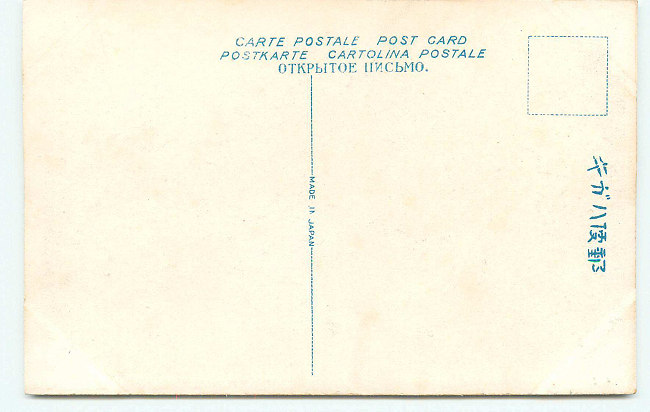 CARTE POSTALE POST CARD
POSTKARTE CARTOLINA POSTALE
ОТКРЫТОЕ ПИСЬМО.
MADE IN JAPAN
郵便ハガキ